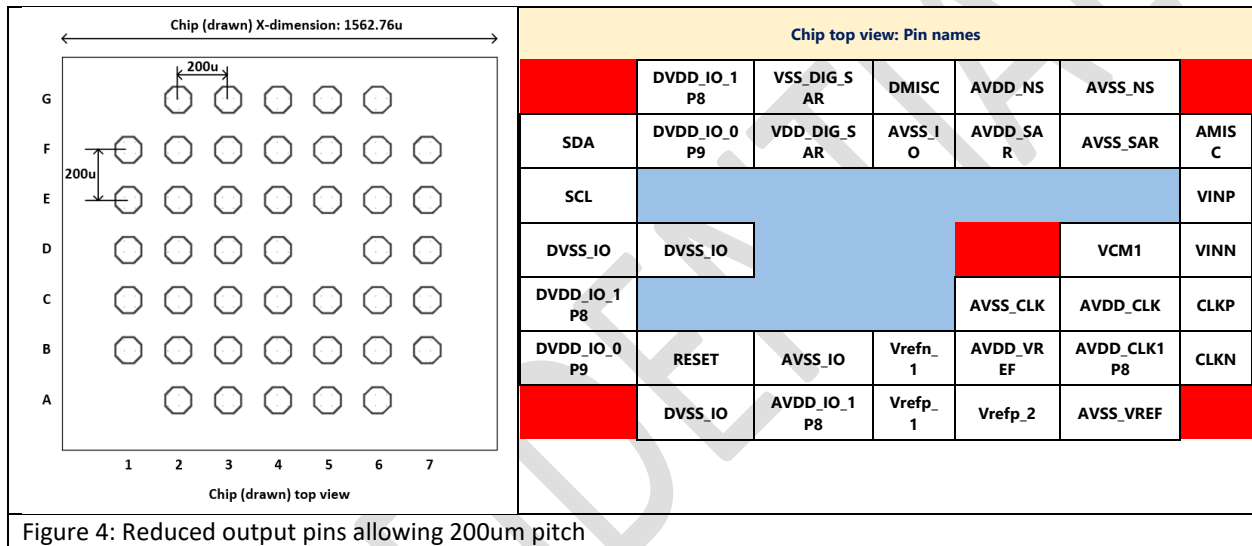 Chip (drawn) X-dimension: 1562.76u
200u
G
F
200u
E
D
C
B
A
1 2 3 4 5 6 7
Chip (drawn) top view
Chip top view: Pin names
DVDD_IO_1
P8
VSS_DIG_S
AR
DMISC
AVDD_NS
AVSS_NS
SDA
DVDD_IO_0
P9
VDD_DIG_S
AR
AVSS_I
O
AVDD_SA
R
AVSS_SAR
AMIS
C
SCL
VINP
DVSS_IO
DVSS_IO
VCM1
VINN
DVDD_IO_1
P8
AVSS_CLK
AVDD_CLK
CLKP
DVDD_IO_0
P9
RESET
AVSS_IO
Vrefn_
1
AVDD_VR
EF
AVDD_CLK1
P8
CLKN
DVSS_IO
AVDD_IO_1
P8
Vrefp_
1
Vrefp_2
AVSS_VREF
Figure 4: Reduced output pins allowing 200um pitch